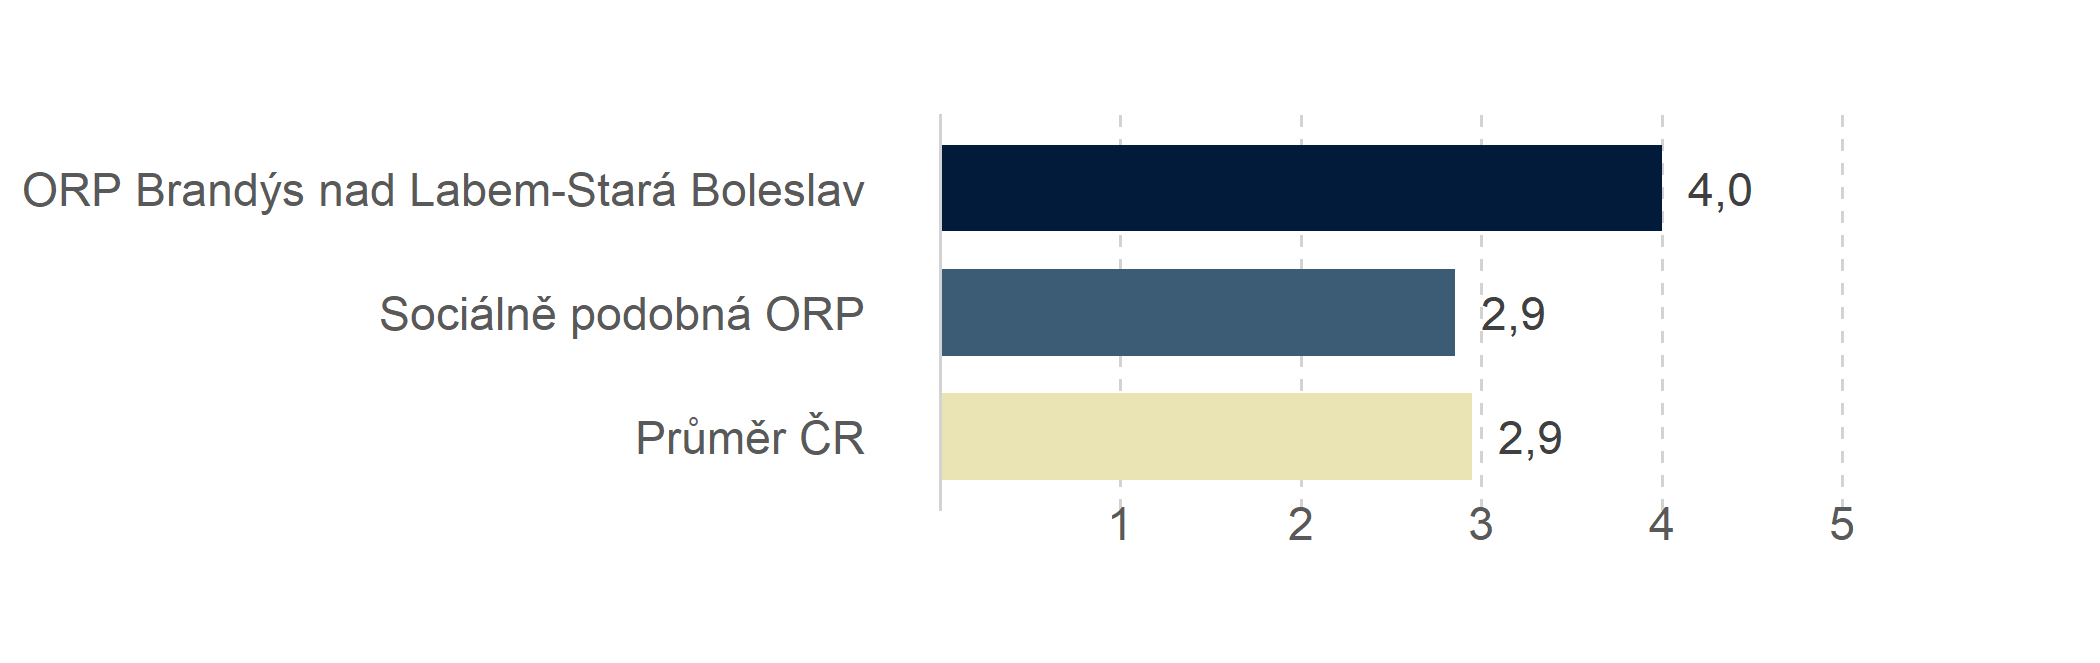 ORP Brandýs nad Labem-Stará Boleslav
4,0
Sociálně podobná ORP
2,9
Průměr ČR
2,9
1 2 3 4 5